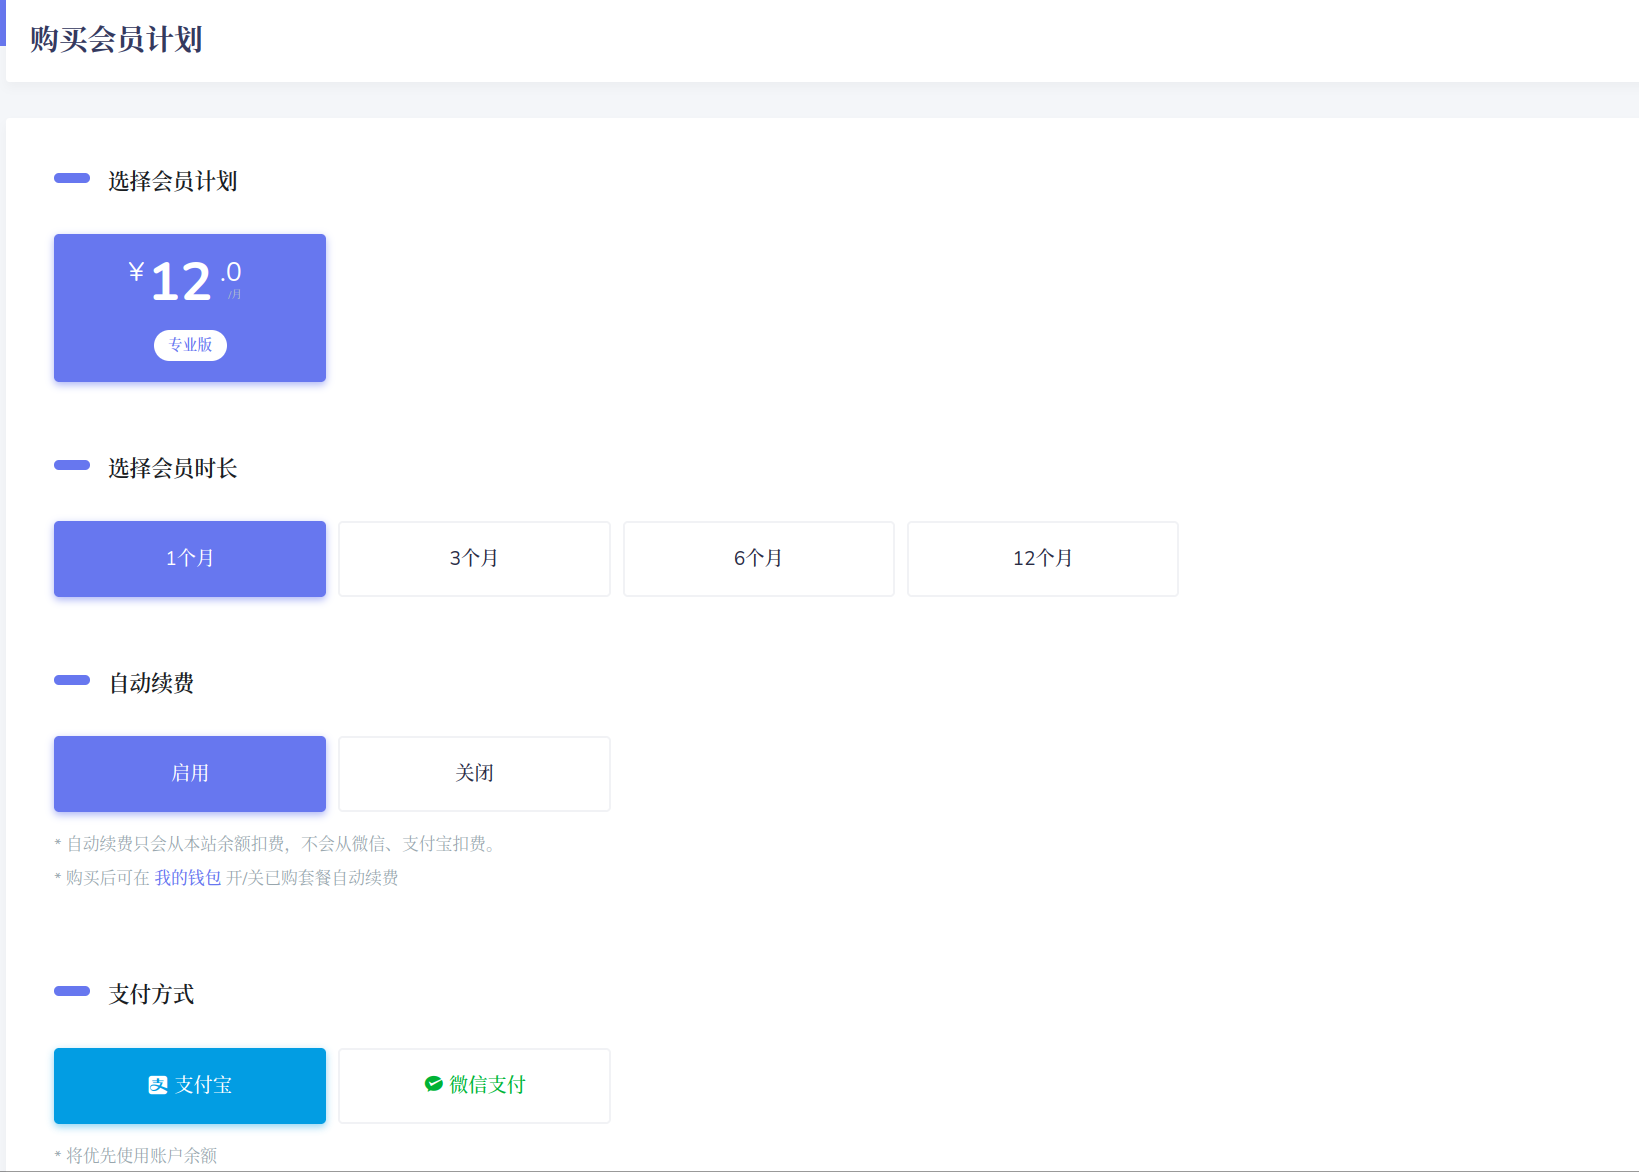 购买会员计划
选择会员计划
¥12.0
/月
专业版
选择会员时长
1个月 3个月 6个月 12个月
自动续费
启用 关闭
* 自动续费只会从本站余额扣费，不会从微信、支付宝扣费。
* 购买后可在 我的钱包 开/关已购套餐自动续费
支付方式
支付宝 微信支付
* 将优先使用账户余额